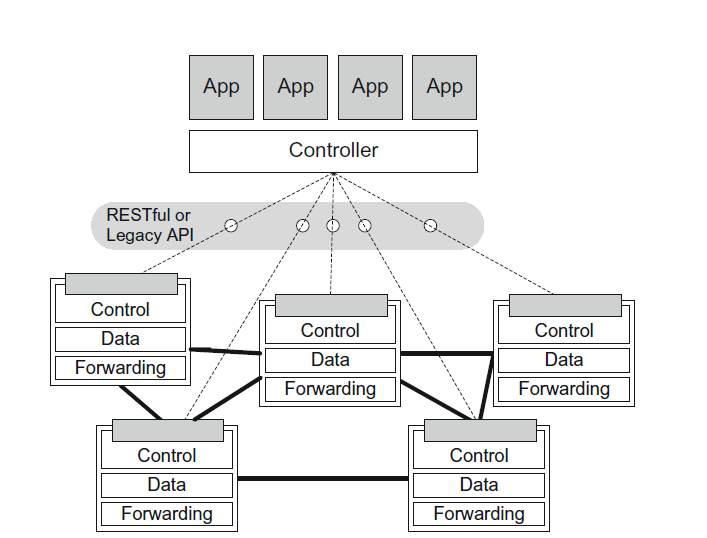 App App App App
Controller
RESTful or
Legacy API
Control
Data
Forwarding
Control
Data
Forwarding
Control
Data
Forwarding
Control
Data
Forwarding
Control
Data
Forwarding